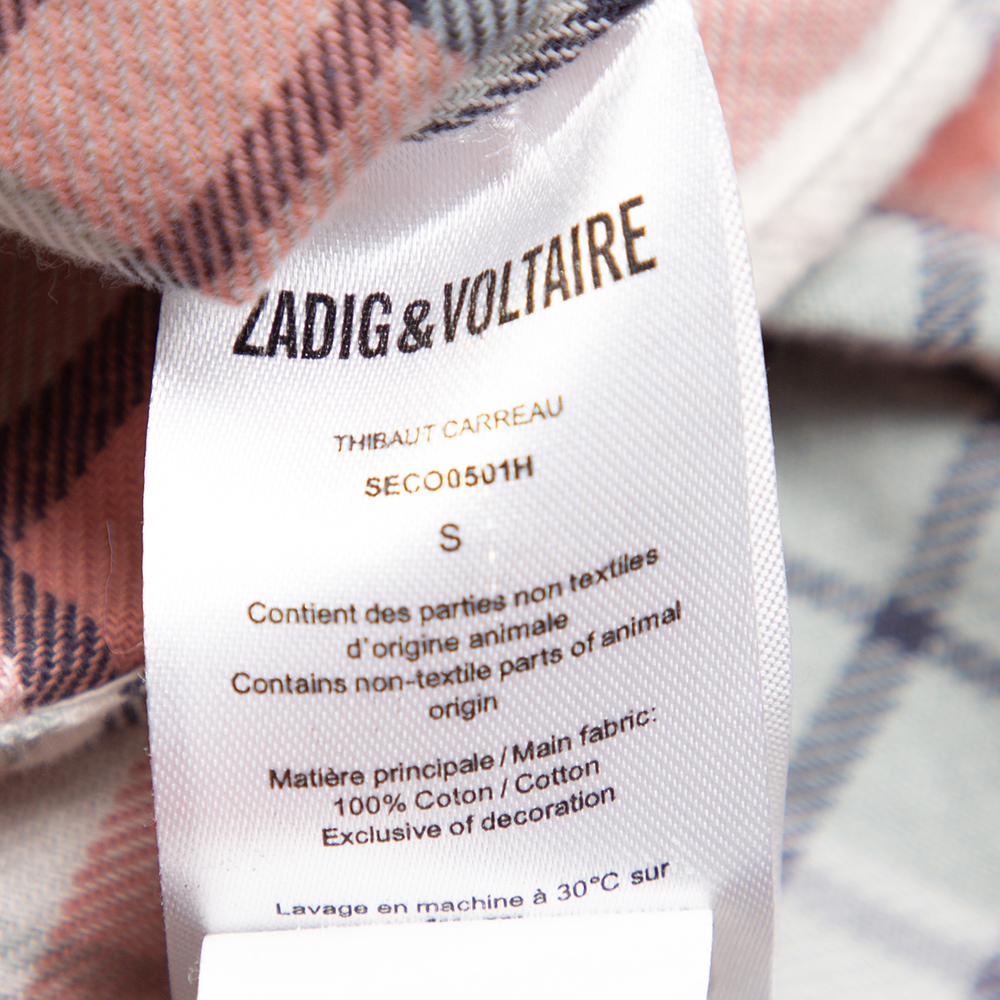 ZADIG&VOLTAIRE
THIBAUT CARREAU
SECO0501H
S
Contient des parties non textiles
d'origine animale
Contains non-textile parts of animal
origin
Matière principale / Main fabric:
100% Coton / Cotton
Exclusive of decoration
Lavage en machine à 30°C sur